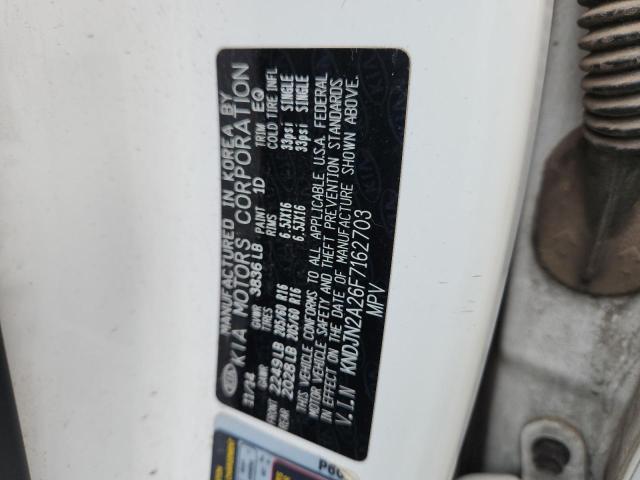 MANUFACTURED IN KOREA BY
KIA KIA MOTORS CORPORATION
GVWR PAINT TRIM
3836 LB 1D EQ
GAWR TIRES RIMS COLD TIRE INFL
FRONT 2249 LB 205/60 R16 6.5JX16 33psi SINGLE
REAR 2028 LB 205/60 R16 6.5JX16 33psi SINGLE
THIS VEHICLE CONFORMS TO ALL APPLICABLE U.S.A. FEDERAL
MOTOR VEHICLE SAFETY AND THEFT PREVENTION STANDARDS
IN EFFECT ON THE DATE OF MANUFACTURE SHOWN ABOVE.
V.I.N KNDJN2A26F7162703
MPV